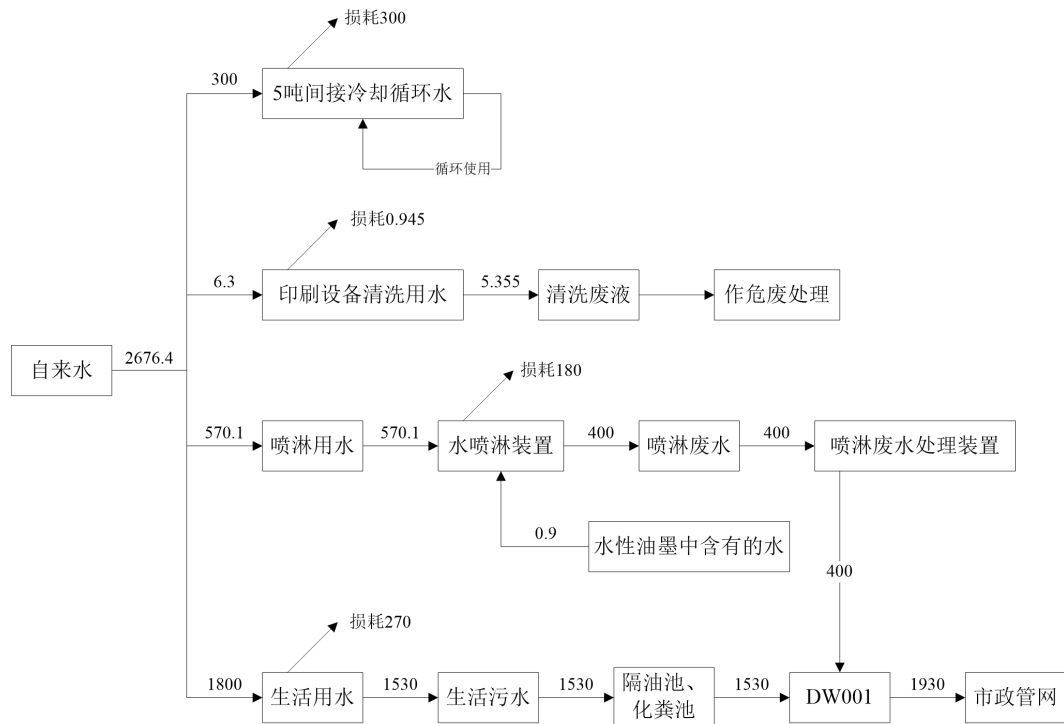 损耗300
300
5吨间接冷却循环水
循环使用
损耗0.945
6.3
印刷设备清洗用水
5.355
清洗废液
作危废处理
自来水
2676.4
损耗180
570.1
喷淋用水
570.1
水喷淋装置
400
喷淋废水
400
喷淋废水处理装置
0.9
水性油墨中含有的水
400
损耗270
1800
生活用水
1530
生活污水
1530
隔油池、
化粪池
1530
DW001
1930
市政管网